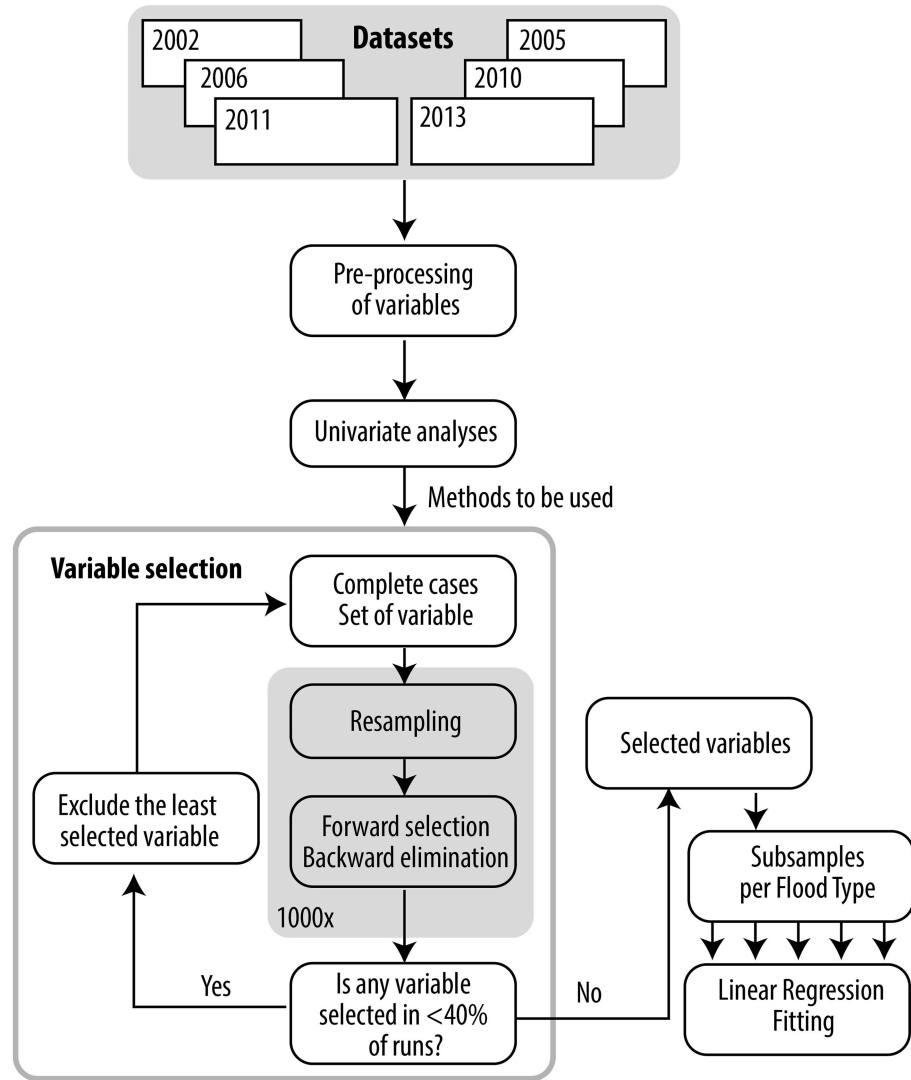 Datasets
2002
2005
2006
2010
2011
2013
Pre-processing
of variables
Univariate analyses
Methods to be used
Variable selection
Complete cases
Set of variable
Resampling
Forward selection
Backward elimination
1000x
Exclude the least
selected variable
Yes
Is any variable
selected in <40%
of runs?
No
Selected variables
Subsamples
per Flood Type
Linear Regression
Fitting